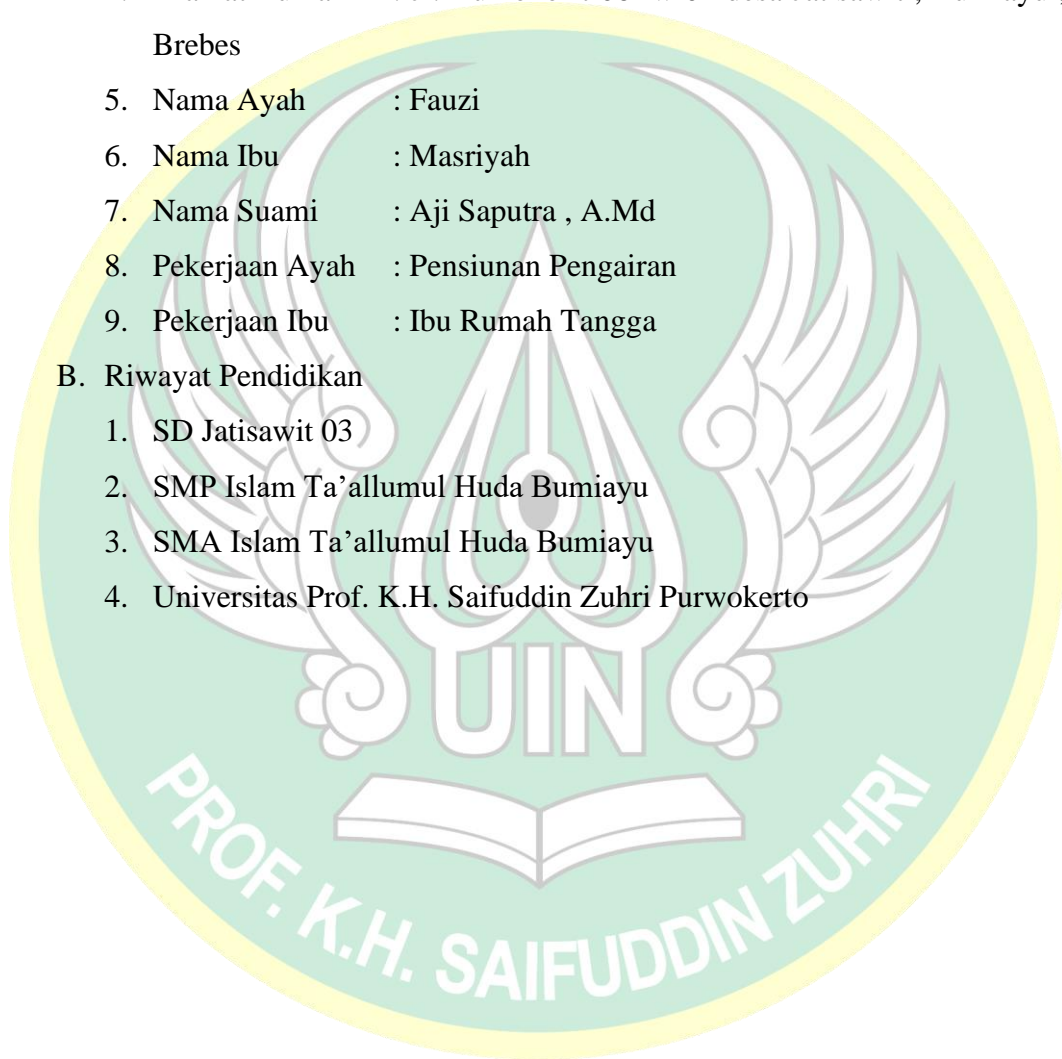 Brebes
5. Nama Ayah : Fauzi
6. Nama Ibu : Masriyah
7. Nama Suami : Aji Saputra , A.Md
8. Pekerjaan Ayah : Pensiunan Pengairan
9. Pekerjaan Ibu : Ibu Rumah Tangga
B. Riwayat Pendidikan
1. SD Jatisawit 03
2. SMP Islam Ta’allumul Huda Bumiayu
3. SMA Islam Ta’allumul Huda Bumiayu
4. Universitas Prof. K.H. Saifuddin Zuhri Purwokerto
UIN
PROF. K.H. SAIFUDDIN ZUHRI